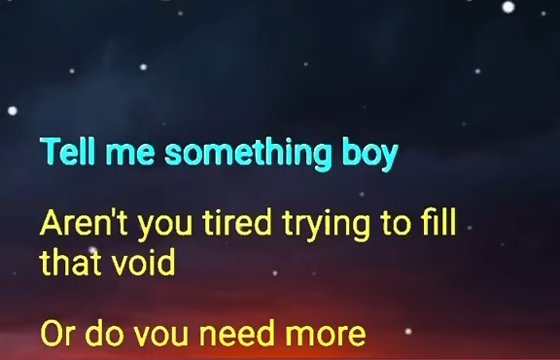 Tell me something boy
Aren't you tired trying to fill
that void
Or do you need more